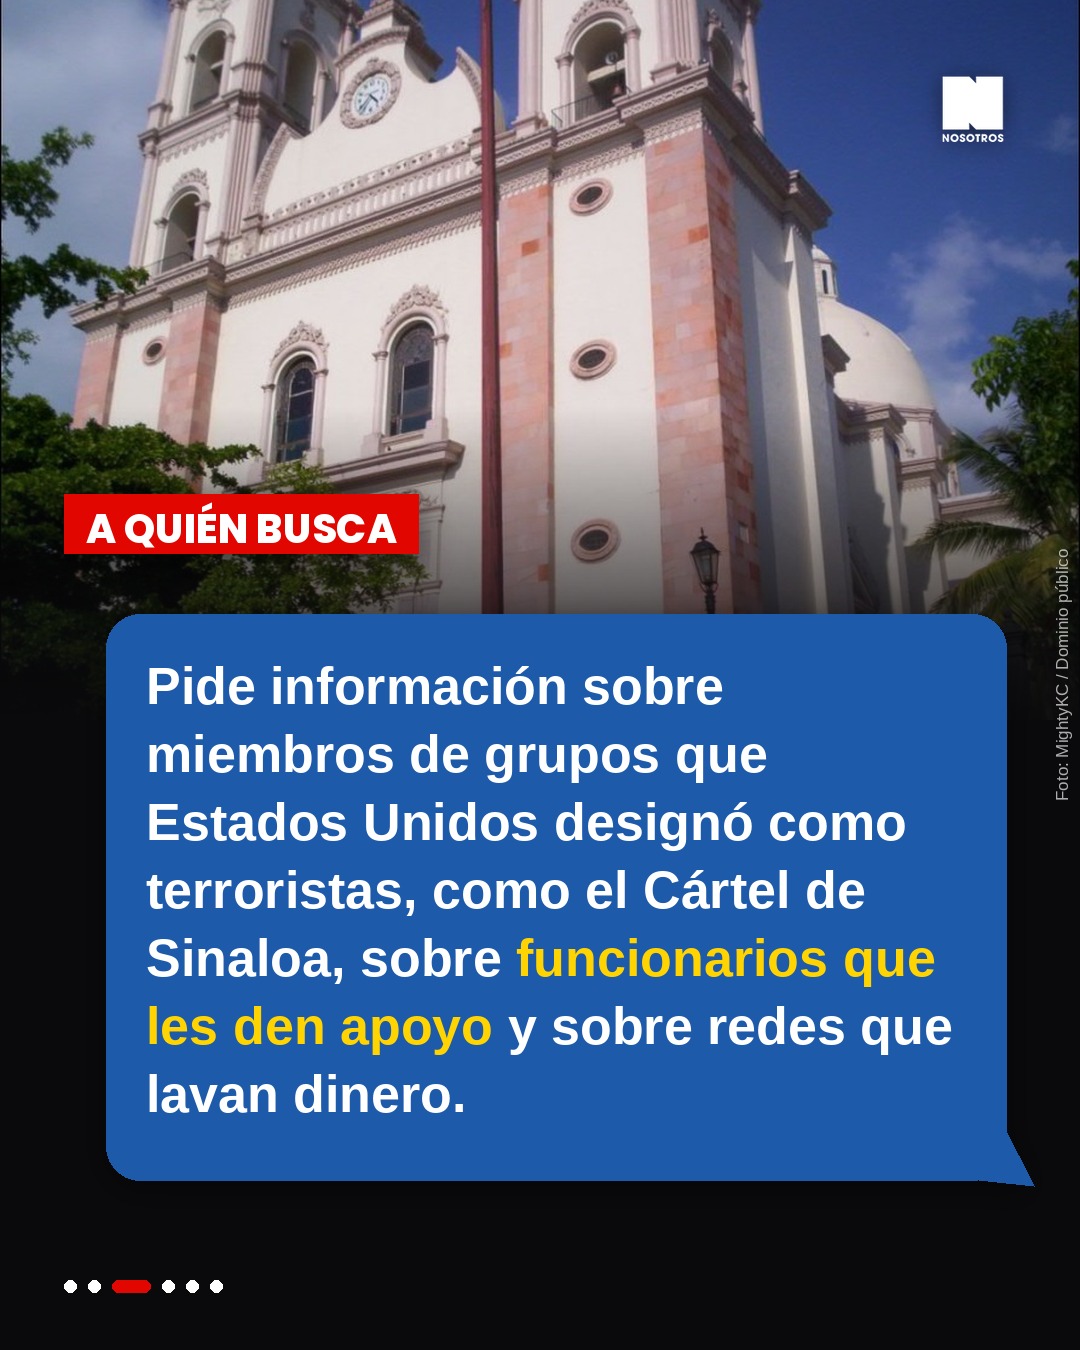 NOSOTROS
A QUIÉN BUSCA
Pide información sobre
miembros de grupos que
Estados Unidos designó como
terroristas, como el Cártel de
Sinaloa, sobre funcionarios que
les den apoyo y sobre redes que
lavan dinero.
Foto: MightyKC / Dominio público